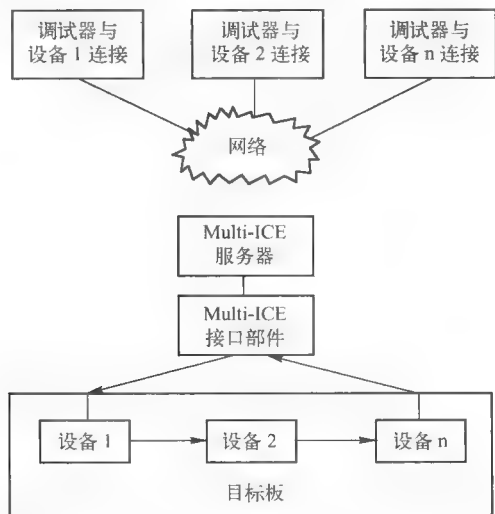 调试器与
设备 1 连接
调试器与
设备 2 连接
调试器与
设备 n 连接
网络
Multi-ICE
服务器
Multi-ICE
接口部件
设备 1
设备 2
设备 n
目标板